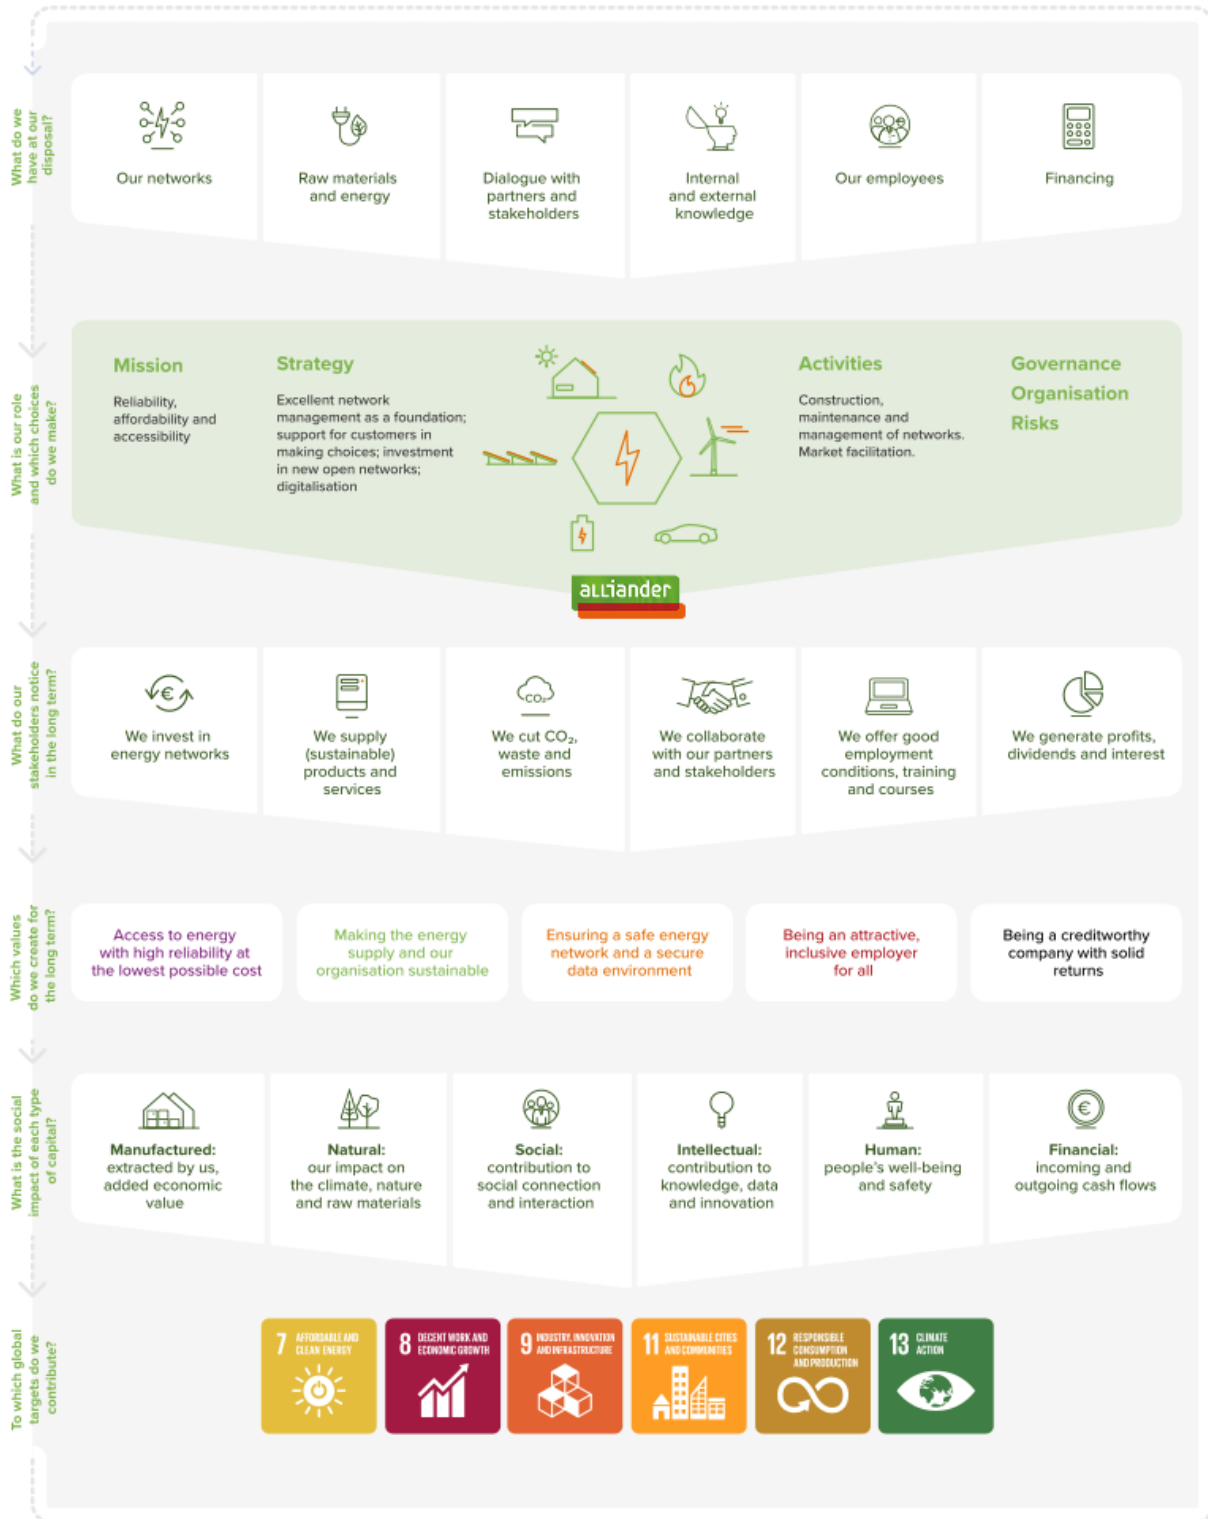 What do we
have at our
disposal?
Our networks
Raw materials
and energy
Dialogue with
partners and
stakeholders
Internal
and external
knowledge
Our employees
Financing
What is our role
and which choices
do we make?
Mission
Reliability,
affordability and
accessibility
Strategy
Excellent network
management as a foundation;
support for customers in
making choices; investment
in new open networks;
digitalisation
Activities
Construction,
maintenance and
management of networks.
Market facilitation.
Governance
Organisation
Risks
alliander
What do our
stakeholders notice
in the long term?
€
We invest in
energy networks
We supply
(sustainable)
products and
services
CO₂
We cut CO₂,
waste and
emissions
We collaborate
with our partners
and stakeholders
We offer good
employment
conditions, training
and courses
We generate profits,
dividends and interest
Which values
do we create for
the long term?
Access to energy
with high reliability at
the lowest possible cost
Making the energy
supply and our
organisation sustainable
Ensuring a safe energy
network and a secure
data environment
Being an attractive,
inclusive employer
for all
Being a creditworthy
company with solid
returns
What is the social
impact of each type
of capital?
Manufactured:
extracted by us,
added economic
value
Natural:
our impact on
the climate, nature
and raw materials
Social:
contribution to
social connection
and interaction
Intellectual:
contribution to
knowledge, data
and innovation
Human:
people's well-being
and safety
€
Financial:
incoming and
outgoing cash flows
To which global
targets do we
contribute?
7 AFFORDABLE AND
CLEAN ENERGY
8 DECENT WORK AND
ECONOMIC GROWTH
9 INDUSTRY, INNOVATION
AND INFRASTRUCTURE
11 SUSTAINABLE CITIES
AND COMMUNITIES
12 RESPONSIBLE
CONSUMPTION
AND PRODUCTION
13 CLIMATE
ACTION